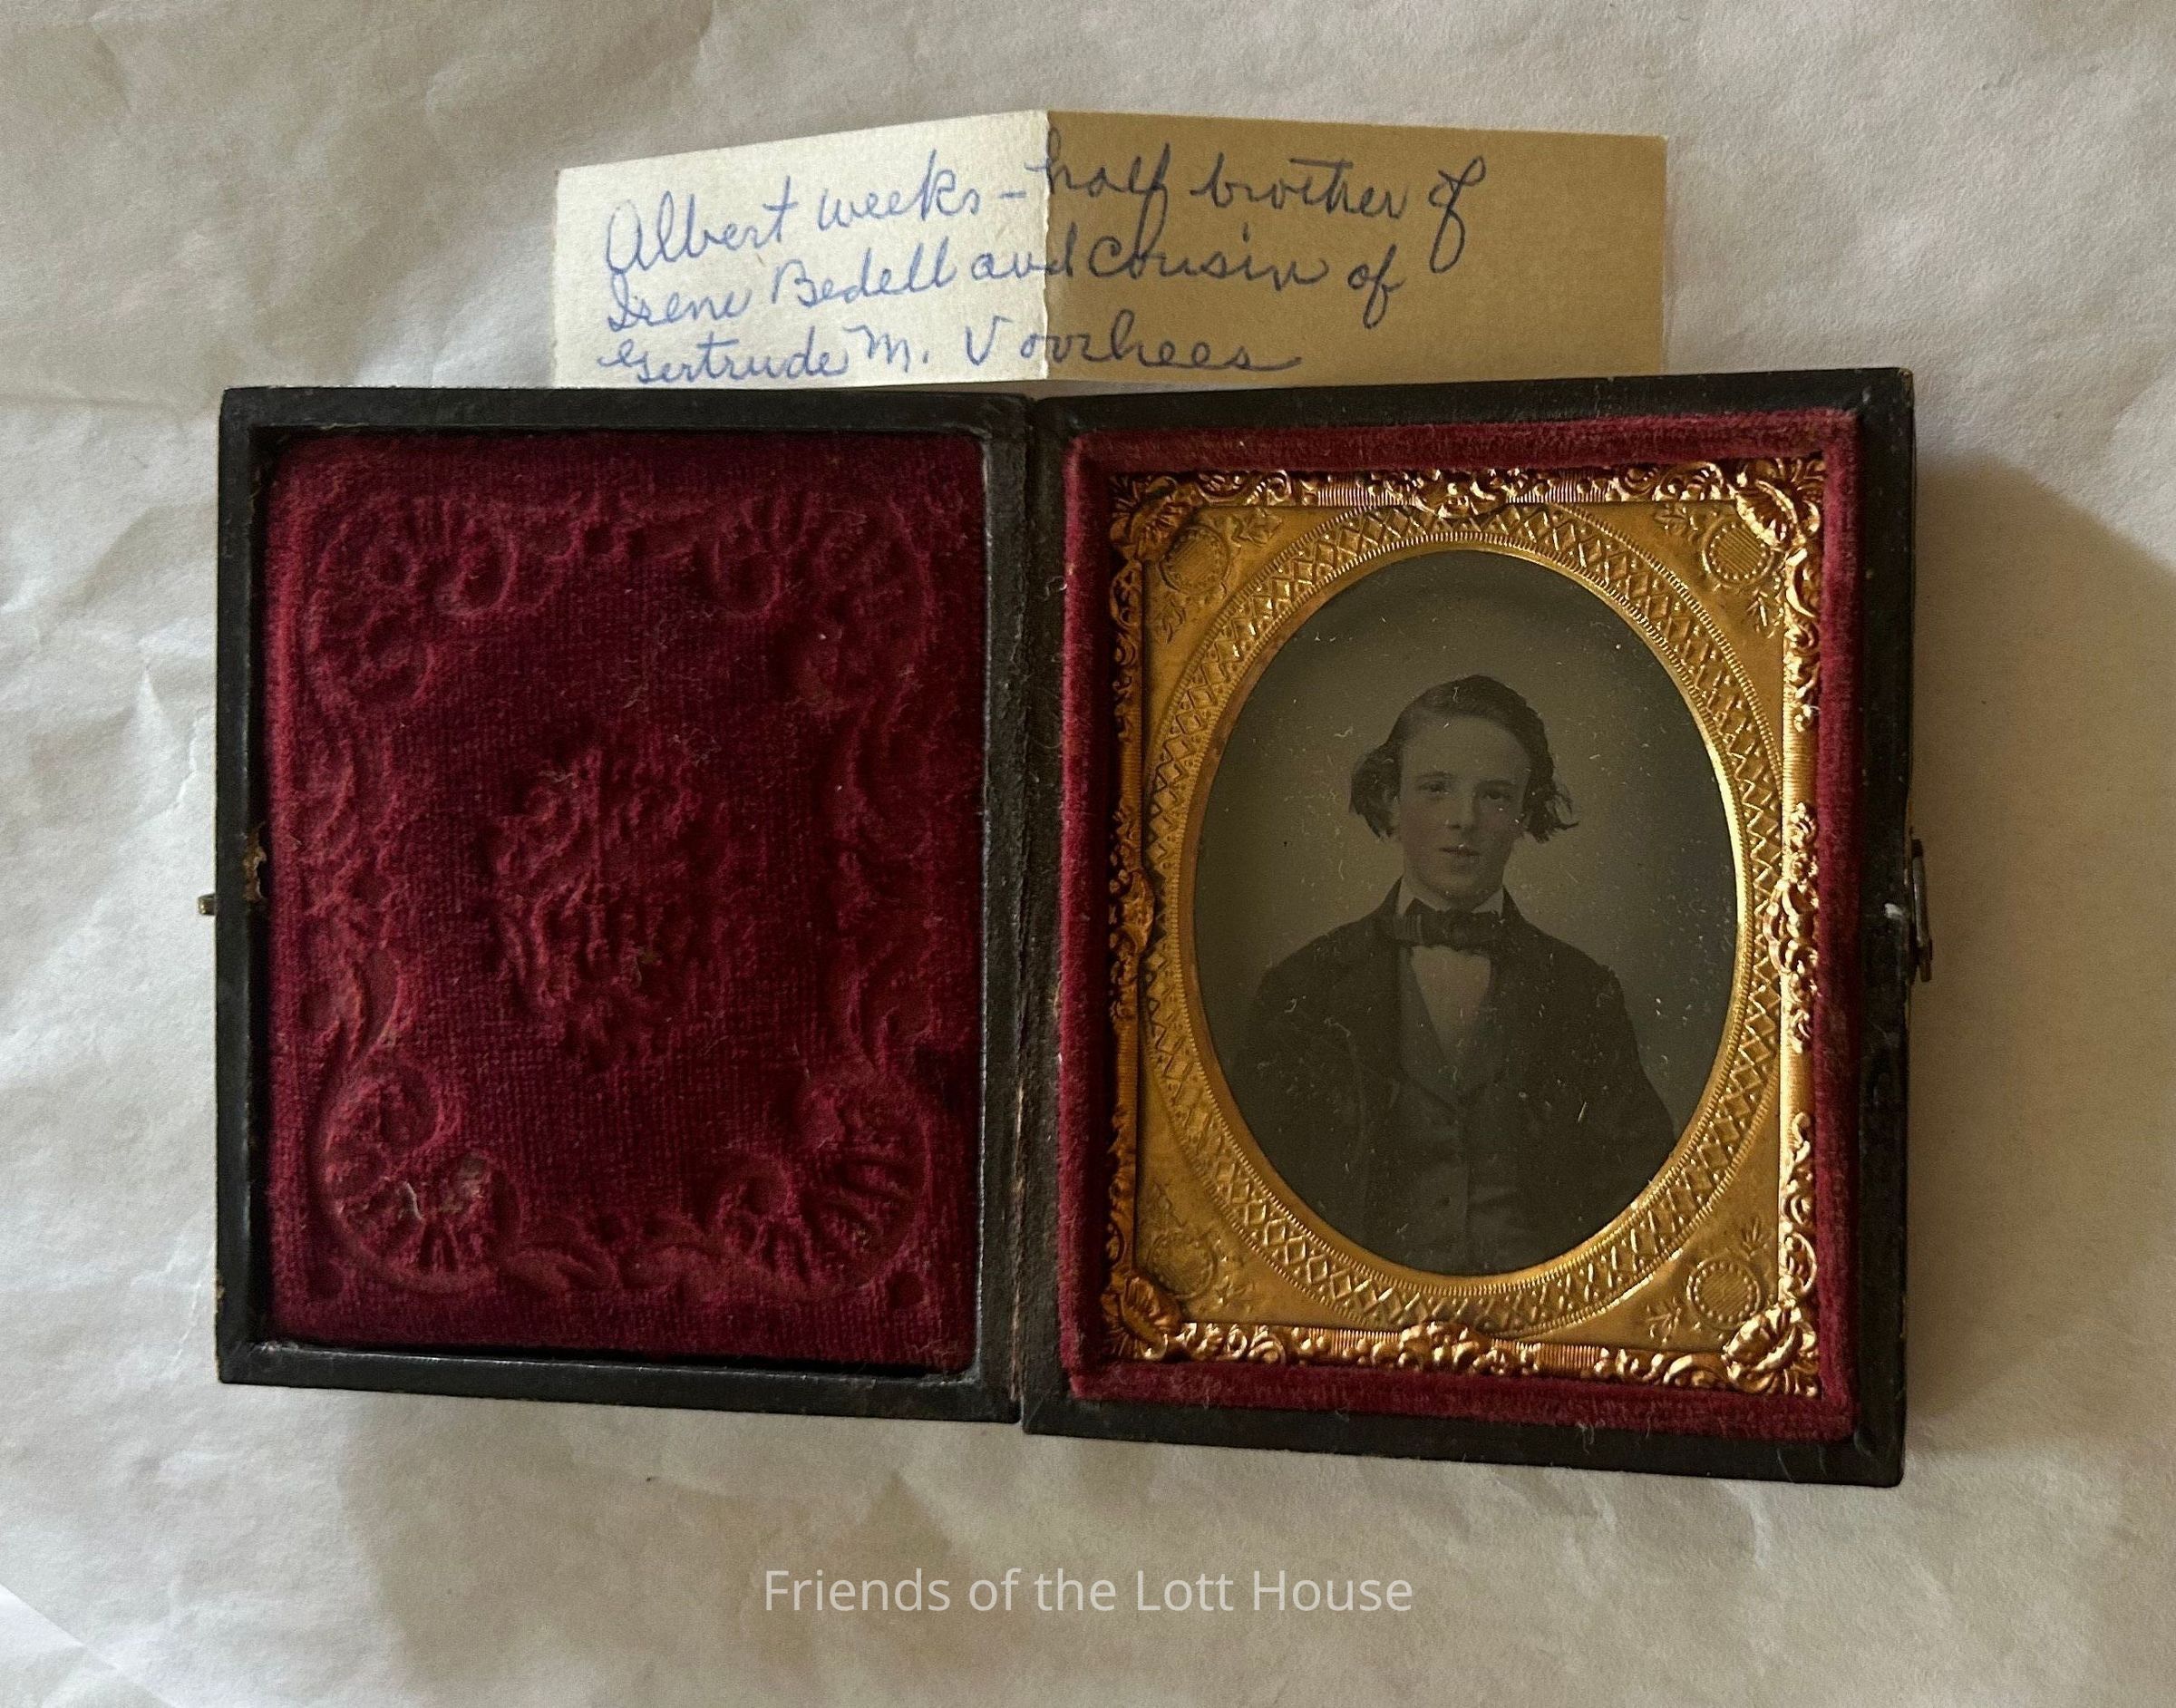 Albert weeks - half brother of
Irene Bedell and Cousin of
Gertrude M. Voorhees
Friends of the Lott House